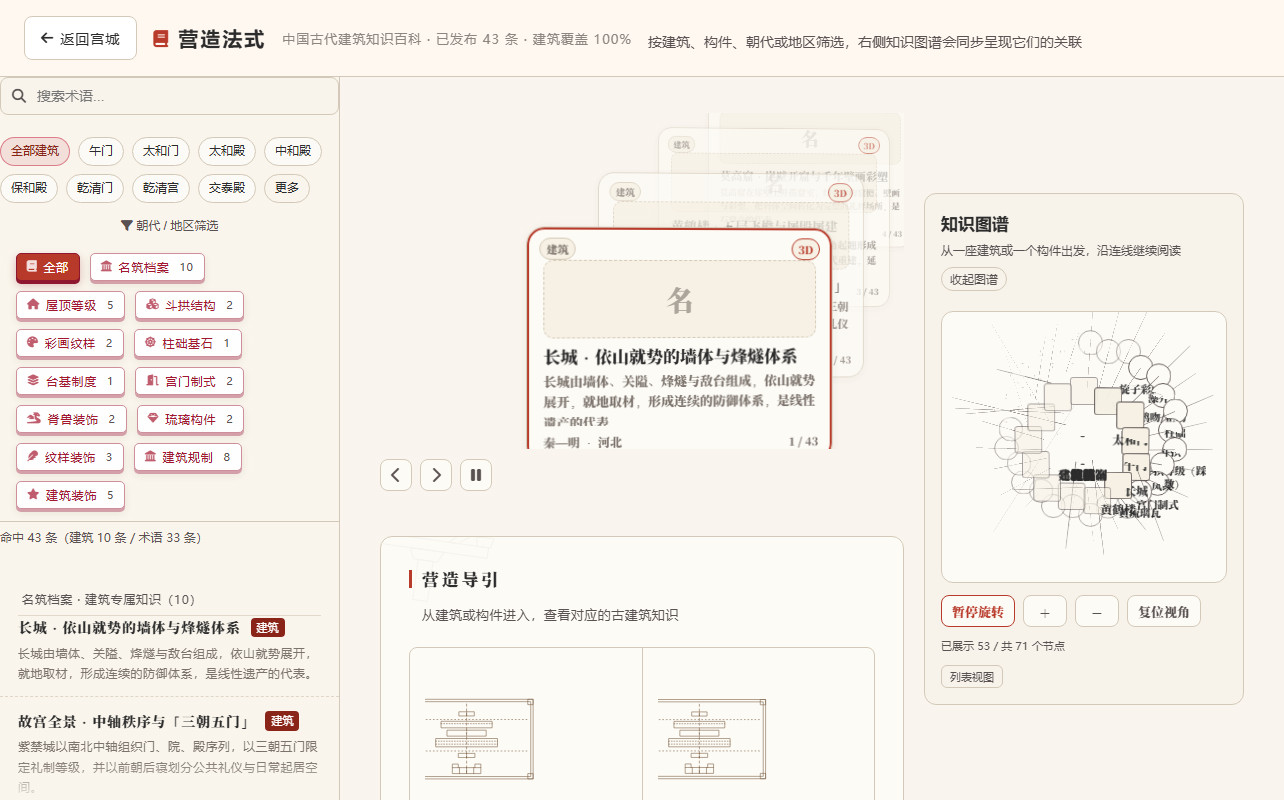 返回宫城
营造法式
中国古代建筑知识百科 · 已发布 43 条 · 建筑覆盖 100%
按建筑、构件、朝代或地区筛选，右侧知识图谱会同步呈现它们的关联
搜索术语...
全部建筑 午门 太和门 太和殿 中和殿
保和殿 乾清门 乾清宫 交泰殿 更多
朝代 / 地区筛选
全部 名筑档案 10
屋顶等级 5 斗拱结构 2
彩画纹样 2 柱础基石 1
台基制度 1 宫门制式 2
脊兽装饰 2 琉璃构件 2
纹样装饰 3 建筑规制 8
建筑装饰 5
命中 43 条（建筑 10 条 / 术语 33 条）
名筑档案 · 建筑专属知识（10）
长城 · 依山就势的墙体与烽燧体系 建筑
长城由墙体、关隘、烽燧与敌台组成，依山就势展开，
就地取材，形成连续的防御体系，是线性遗产的代表。
故宫全景 · 中轴秩序与「三朝五门」 建筑
紫禁城以南北中轴组织门、院、殿序列，以三朝五门限
定礼制等级，并以前朝后寝划分公共礼仪与日常起居空
间。
名
建筑 3D
建筑 3D
建筑 3D
名
长城 · 依山就势的墙体与烽燧体系
长城由墙体、关隘、烽燧与敌台组成，依山就势
展开，就地取材，形成连续的防御体系，是线性
遗产的代表
秦—明 · 河北 1 / 43
营造导引
从建筑或构件进入，查看对应的古建筑知识
知识图谱
从一座建筑或一个构件出发，沿连线继续阅读
收起图谱
长城
宫门制式
黄鹤楼
暂停旋转 + − 复位视角
已展示 53 / 共 71 个节点
列表视图